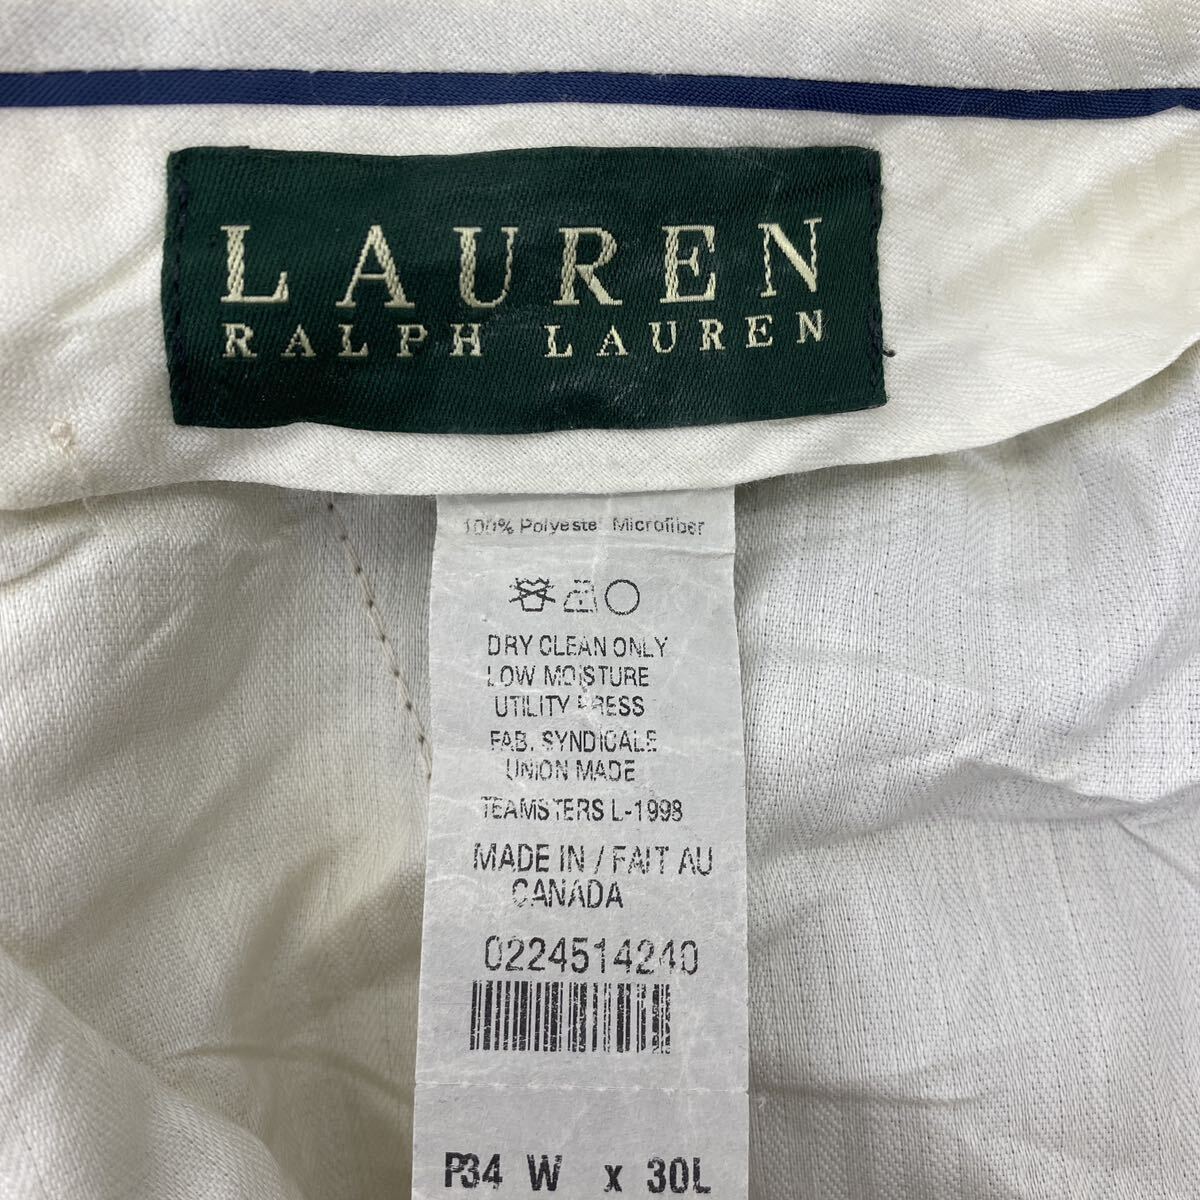 LAUREN
RALPH LAUREN
100% Polyester Microfiber
DRY CLEAN ONLY
LOW MOISTURE
UTILITY PRESS
FAB. SYNDICALE
UNION MADE
TEAMSTERS L-1998
MADE IN / FAIT AU
CANADA
0224514240
P34 W x 30L